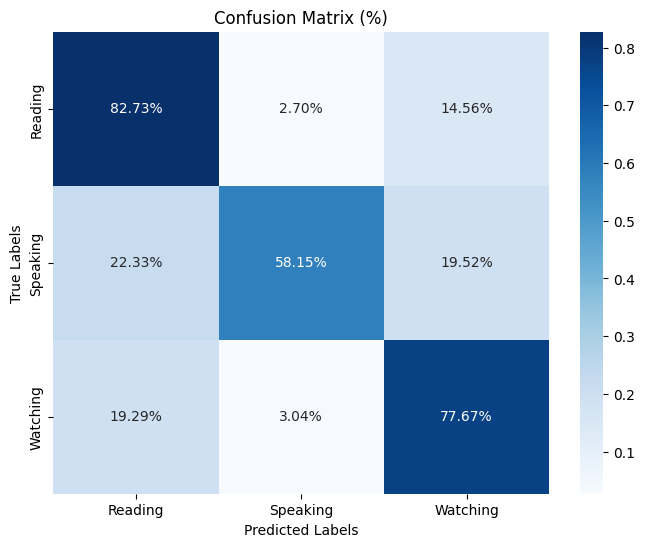 Confusion Matrix (%)
True Labels
Reading
82.73%
2.70%
14.56%
Speaking
22.33%
58.15%
19.52%
Watching
19.29%
3.04%
77.67%
Reading
Speaking
Watching
Predicted Labels
0.8
0.7
0.6
0.5
0.4
0.3
0.2
0.1